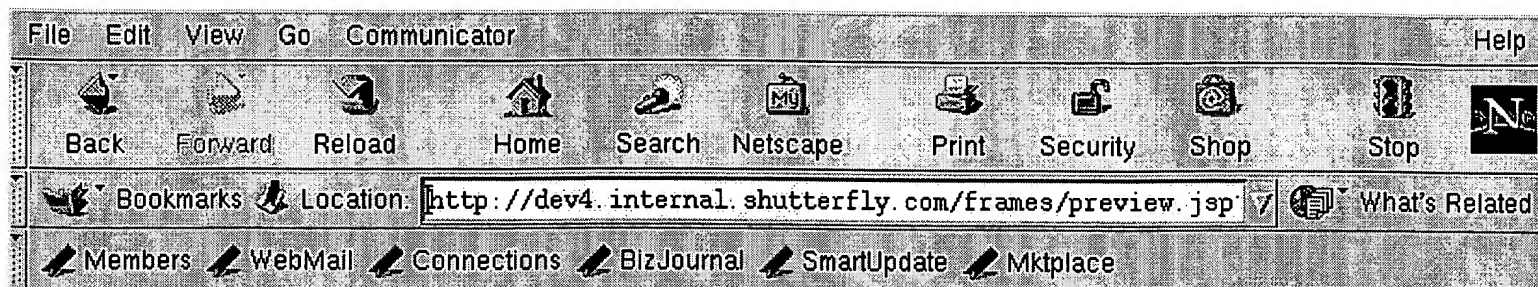 File Edit View Go Communicator Help
Back Forward Reload Home Search Netscape Print Security Shop Stop N
Bookmarks Location: http://dev4.internal.shutterfly.com/frames/preview.jsp What's Related
Members WebMail Connections BizJournal SmartUpdate Mktplace